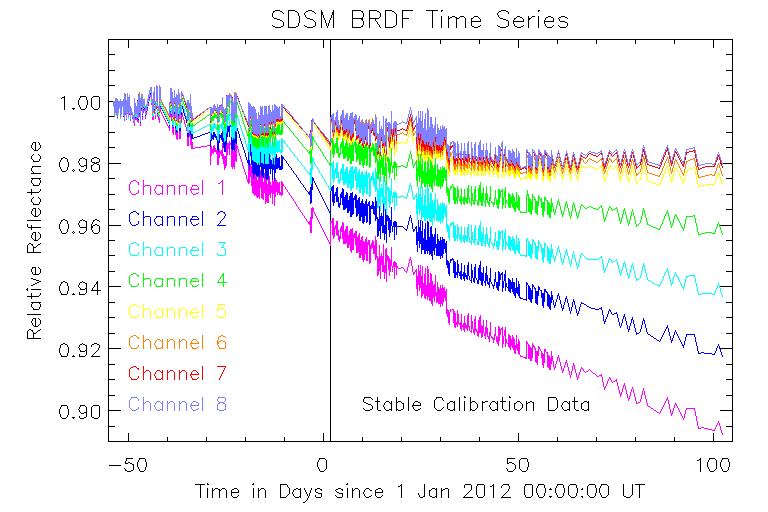 SDSM BRDF Time Series
Relative Reflectance
1.00
0.98
0.96
0.94
0.92
0.90
Channel 1
Channel 2
Channel 3
Channel 4
Channel 5
Channel 6
Channel 7
Channel 8
Stable Calibration Data
-50 0 50 100
Time in Days since 1 Jan 2012 00:00:00 UT